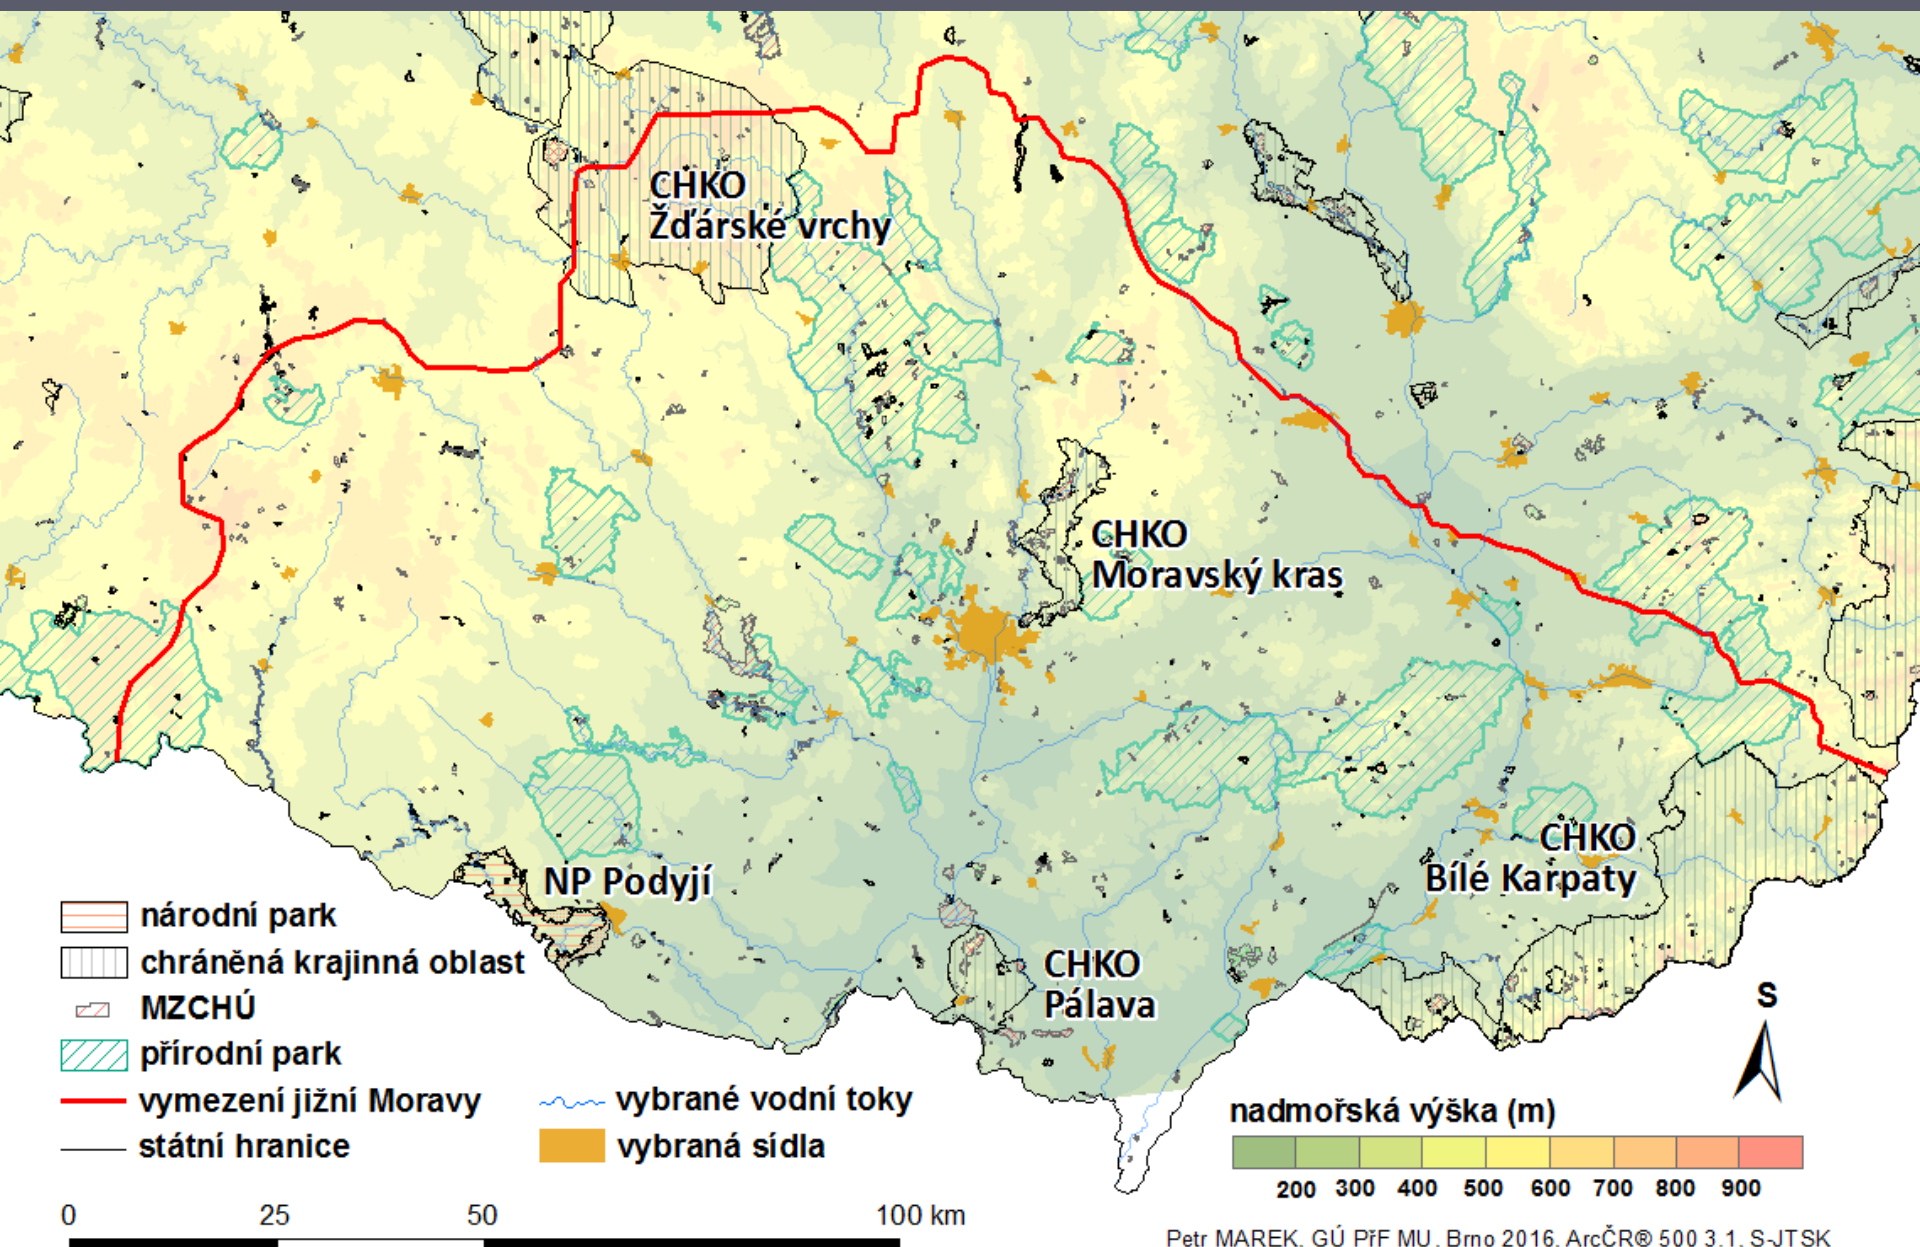 CHKO
Žďárské vrchy
CHKO
Moravský kras
CHKO
Bílé Karpaty
NP Podyjí
CHKO
Pálava
národní park
chráněná krajinná oblast
MZCHÚ
přírodní park
vymezení jižní Moravy
státní hranice
vybrané vodní toky
vybraná sídla
S
nadmořská výška (m)
200 300 400 500 600 700 800 900
0 25 50 100 km
Petr MAREK. GÚ PřF MU. Brno 2016. ArcČR® 500 3.1. S-JTSK